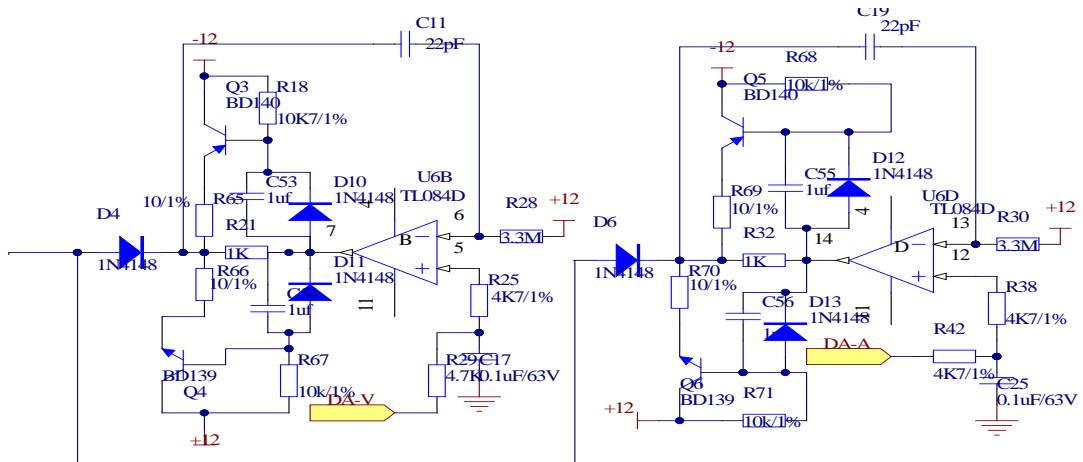 C11
22pF
-12
Q3
BD140
R18
10K7/1%
C53
1uf
D10
1N4148
4
U6B
TL084D
R28
+12
3.3M
6
5
7
B
10/1%
R65
R21
1K
D4
1N4148
R66
10/1%
D11
1N4148
1uf
11
R25
4K7/1%
BD139
Q4
R67
10k/1%
R29
4.7K
C17
0.1uF/63V
DA-V
+12
C19
22pF
-12
R68
10k/1%
Q5
BD140
C55
1uf
D12
1N4148
4
U6D
TL084D
13
12
R30
+12
3.3M
R69
10/1%
R32
1K
14
D
D6
1N4148
R70
10/1%
C56
D13
1N4148
R38
4K7/1%
DA-A
R42
4K7/1%
C25
0.1uF/63V
Q6
BD139
R71
10k/1%
+12